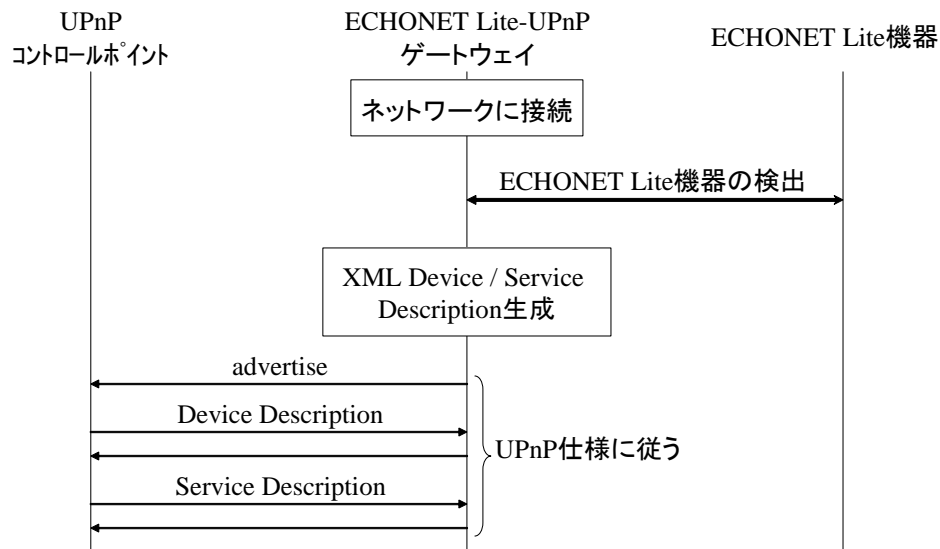 UPnP
コントロールポイント
ECHONET Lite-UPnP
ゲートウェイ
ECHONET Lite機器
ネットワークに接続
ECHONET Lite機器の検出
XML Device / Service
Description生成
advertise
Device Description
UPnP仕様に従う
Service Description